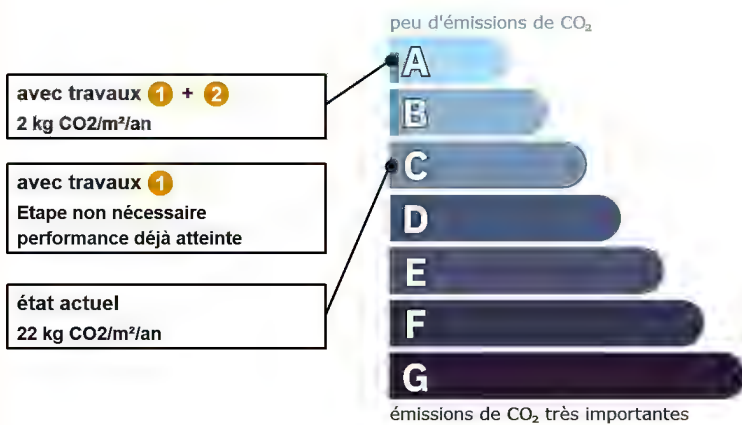 peu d'émissions de CO₂
A
avec travaux 1 + 2
2 kg CO2/m²/an
B
avec travaux 1
Etape non nécessaire
performance déjà atteinte
C
D
E
état actuel
22 kg CO2/m²/an
F
G
émissions de CO₂ très importantes